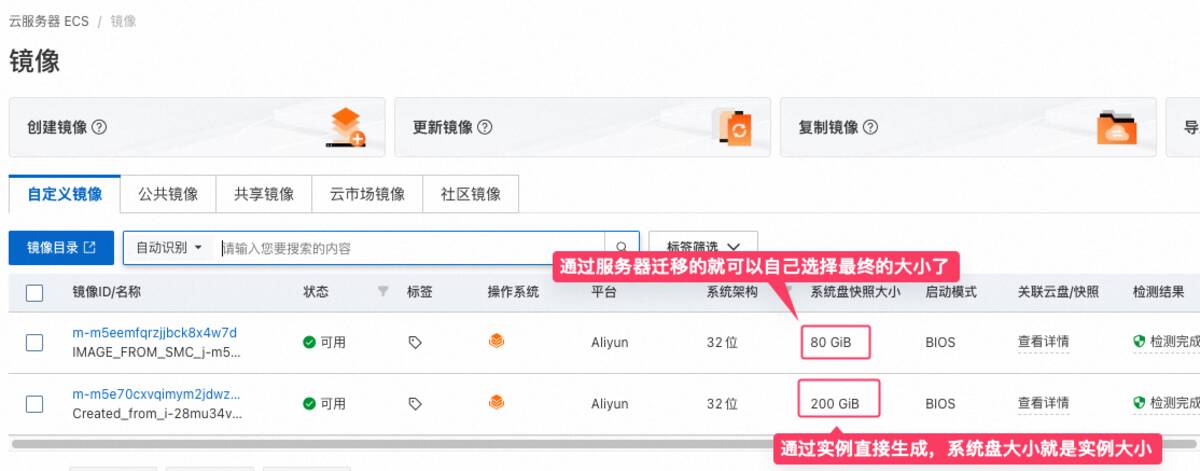 云服务器 ECS / 镜像
镜像
创建镜像 ?
更新镜像 ?
复制镜像 ?
导
自定义镜像
公共镜像
共享镜像
云市场镜像
社区镜像
镜像目录
自动识别
请输入您要搜索的内容
标签筛选
通过服务器迁移的就可以自己选择最终的大小了
镜像ID/名称 状态 标签 操作系统 平台 系统架构 系统盘快照大小 启动模式 关联云盘/快照 检测结果
m-m5eemfqrzjjbck8x4w7d
IMAGE_FROM_SMC_j-m5...
可用 Aliyun 32 位 80 GiB BIOS 查看详情 检测完成
m-m5e70cxvqimym2jdwz...
Created_from_i-28mu34v...
可用 Aliyun 32 位 200 GiB BIOS 查看详情 检测完成
通过实例直接生成，系统盘大小就是实例大小